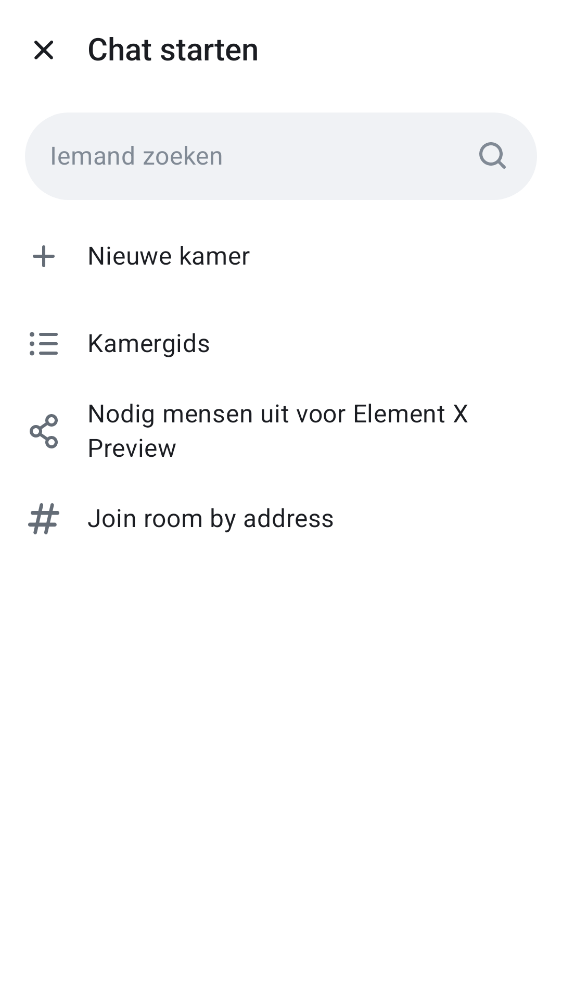 Chat starten
Iemand zoeken
Nieuwe kamer
Kamergids
Nodig mensen uit voor Element X
Preview
Join room by address